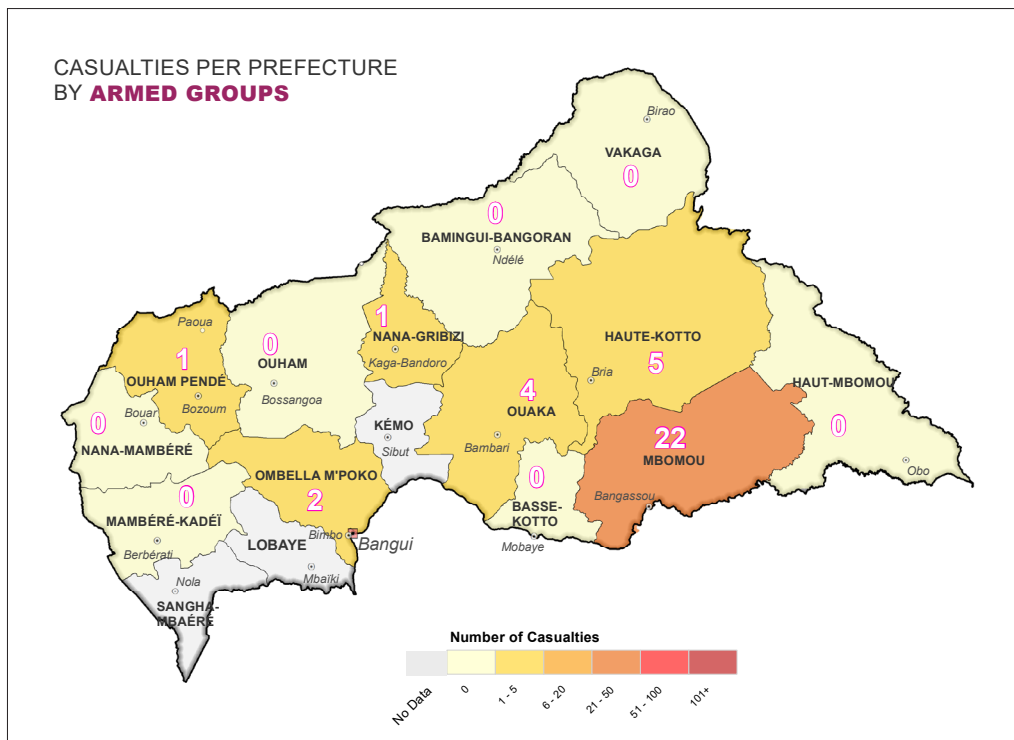 CASUALTIES PER PREFECTURE
BY ARMED GROUPS
Birao
VAKAGA
0
0
BAMINGUI-BANGORAN
Ndélé
Paoua
1
OUHAM PENDÉ
Bozoum
0
OUHAM
Bossangoa
1
NANA-GRIBIZI
Kaga-Bandoro
HAUTE-KOTTO
5
Bria
HAUT-MBOMOU
0
Obo
4
OUAKA
Bambari
Bouar
0
NANA-MAMBÉRÉ
KÉMO
Sibut
22
MBOMOU
Bangassou
OMBELLA M'POKO
2
Bimbo
Bangui
0
BASSE-
KOTTO
Mobaye
0
MAMBÉRÉ-KADÉÏ
Berbérati
LOBAYE
Mbaïki
Nola
SANGHA-
MBAÉRÉ
Number of Casualties
No Data
0
1 - 5
6 - 20
21 - 50
51 - 100
101+